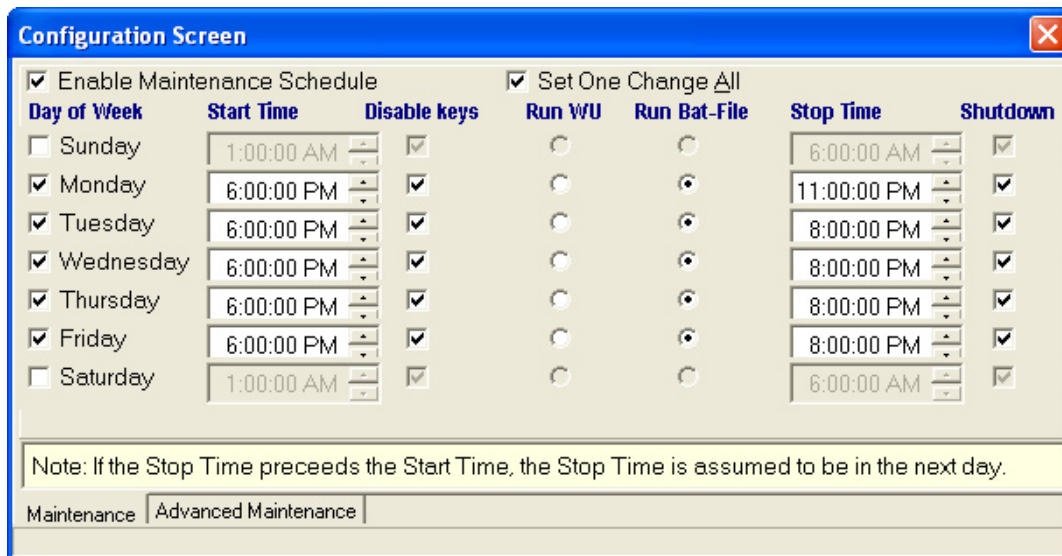 Configuration Screen
Enable Maintenance Schedule Set One Change All
Day of Week Start Time Disable keys Run WU Run Bat-File Stop Time Shutdown
Sunday 1:00:00 AM 6:00:00 AM
Monday 6:00:00 PM 11:00:00 PM
Tuesday 6:00:00 PM 8:00:00 PM
Wednesday 6:00:00 PM 8:00:00 PM
Thursday 6:00:00 PM 8:00:00 PM
Friday 6:00:00 PM 8:00:00 PM
Saturday 1:00:00 AM 6:00:00 AM
Note: If the Stop Time preceeds the Start Time, the Stop Time is assumed to be in the next day.
Maintenance Advanced Maintenance